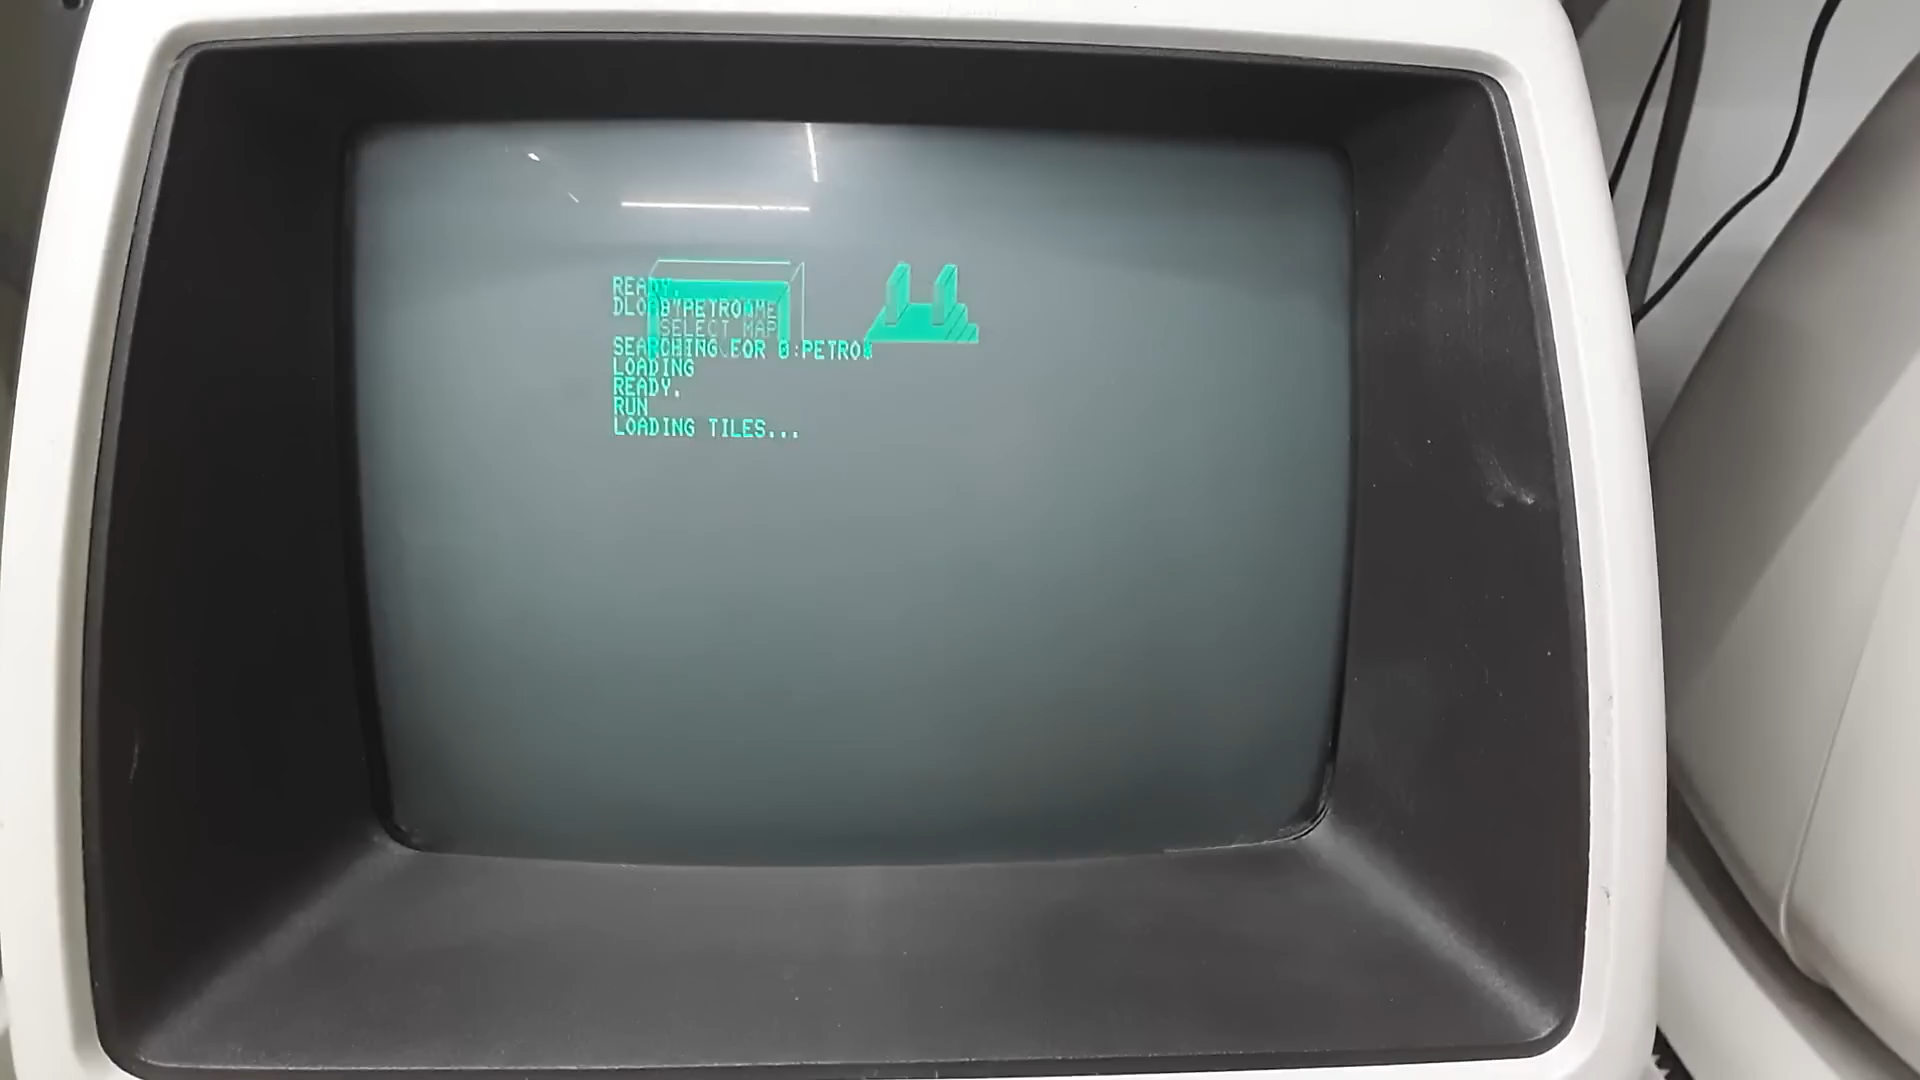 READY.
DLOAD"PETRO
SELECT MAP
SEARCHING FOR 0:PETRO
LOADING
READY.
RUN
LOADING TILES...